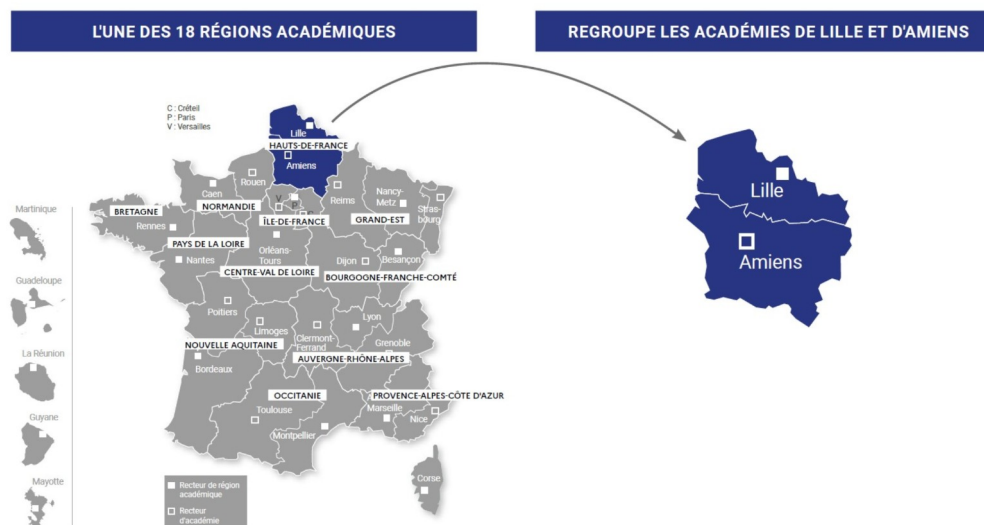 L'UNE DES 18 RÉGIONS ACADÉMIQUES
REGROUPE LES ACADÉMIES DE LILLE ET D'AMIENS
C : Créteil
P : Paris
V : Versailles
Lille
HAUTS-DE-FRANCE
Amiens
Rouen
Caen
Reims
Nancy-
Metz
Stras-
bourg
V
P
C
BRETAGNE
NORMANDIE
ÎLE-DE-FRANCE
GRAND-EST
Rennes
PAYS DE LA LOIRE
Nantes
Orléans-
Tours
Dijon
Besançon
CENTRE-VAL DE LOIRE
BOURGOGNE-FRANCHE-COMTÉ
Poitiers
Limoges
Clermont-
Ferrand
Lyon
Grenoble
NOUVELLE AQUITAINE
AUVERGNE-RHÔNE-ALPES
Bordeaux
OCCITANIE
PROVENCE-ALPES-CÔTE D'AZUR
Toulouse
Montpellier
Marseille
Nice
Corse
Martinique
Guadeloupe
La Réunion
Guyane
Mayotte
Recteur de région
académique
Recteur
d'académie
Lille
Amiens